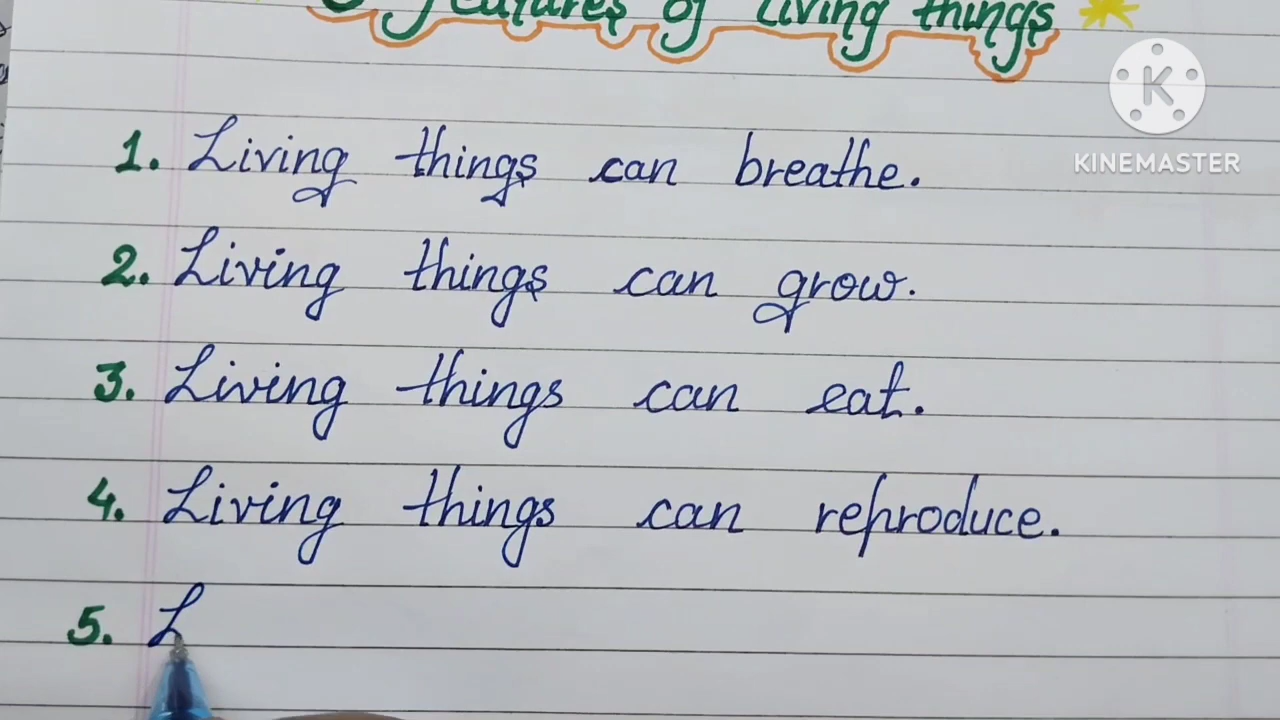 5 features of living things
1. Living things can breathe.
2. Living things can grow.
3. Living things can eat.
4. Living things can reproduce.
5. L
K
KINEMASTER